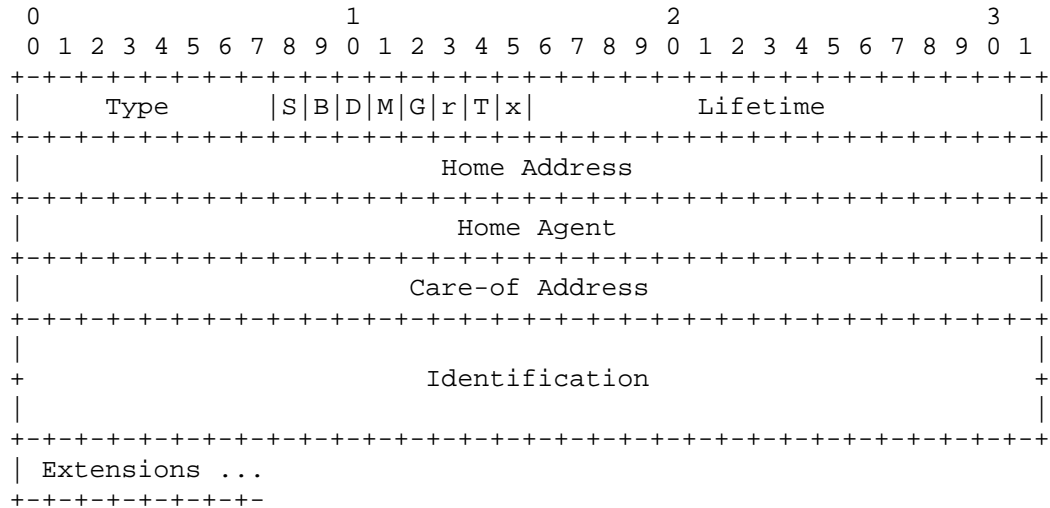 0                   1                   2                   3
 0 1 2 3 4 5 6 7 8 9 0 1 2 3 4 5 6 7 8 9 0 1 2 3 4 5 6 7 8 9 0 1
+-+-+-+-+-+-+-+-+-+-+-+-+-+-+-+-+-+-+-+-+-+-+-+-+-+-+-+-+-+-+-+-+
|     Type      |S|B|D|M|G|r|T|x|          Lifetime             |
+-+-+-+-+-+-+-+-+-+-+-+-+-+-+-+-+-+-+-+-+-+-+-+-+-+-+-+-+-+-+-+-+
|                          Home Address                         |
+-+-+-+-+-+-+-+-+-+-+-+-+-+-+-+-+-+-+-+-+-+-+-+-+-+-+-+-+-+-+-+-+
|                           Home Agent                          |
+-+-+-+-+-+-+-+-+-+-+-+-+-+-+-+-+-+-+-+-+-+-+-+-+-+-+-+-+-+-+-+-+
|                        Care-of Address                        |
+-+-+-+-+-+-+-+-+-+-+-+-+-+-+-+-+-+-+-+-+-+-+-+-+-+-+-+-+-+-+-+-+
|                                                               |
+                         Identification                        +
|                                                               |
+-+-+-+-+-+-+-+-+-+-+-+-+-+-+-+-+-+-+-+-+-+-+-+-+-+-+-+-+-+-+-+-+
| Extensions ...
+-+-+-+-+-+-+-+-